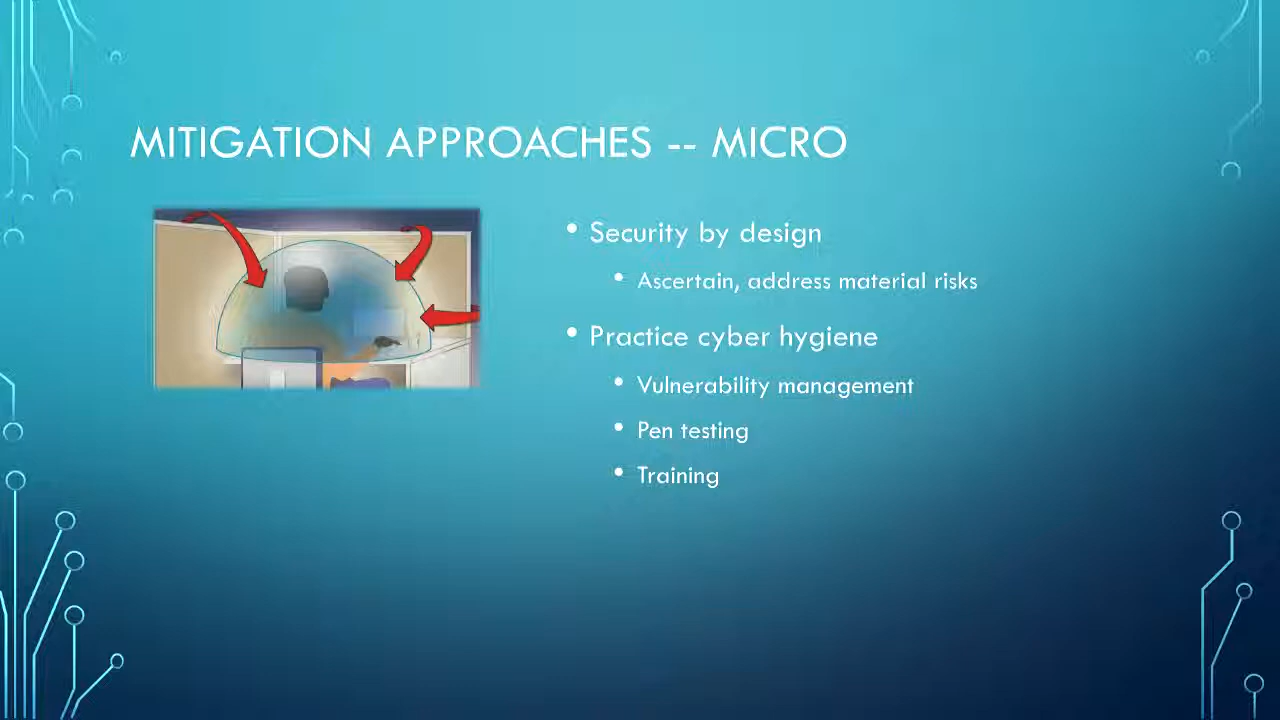 MITIGATION APPROACHES -- MICRO
• Security by design
• Ascertain, address material risks
• Practice cyber hygiene
• Vulnerability management
• Pen testing
• Training